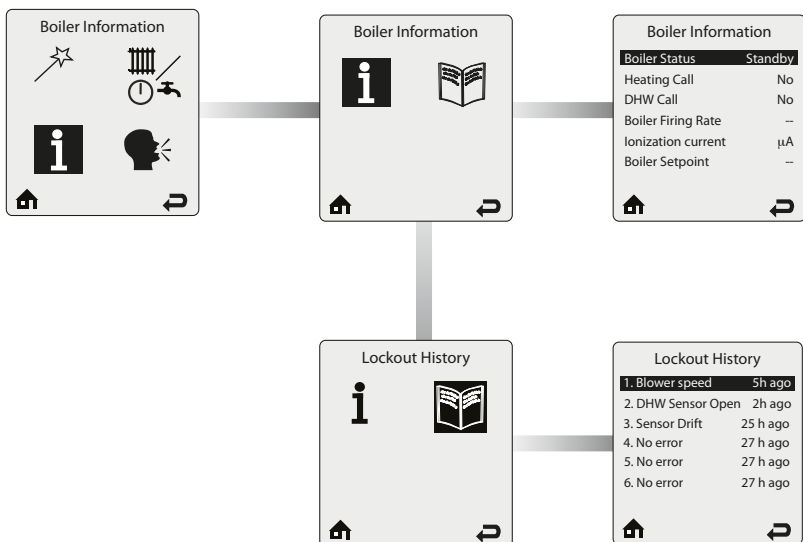 Boiler Information
Boiler Information
Boiler Information
Boiler Status Standby
Heating Call No
DHW Call No
Boiler Firing Rate --
Ionization current µA
Boiler Setpoint --
Lockout History
Lockout History
1. Blower speed 5h ago
2. DHW Sensor Open 2h ago
3. Sensor Drift 25 h ago
4. No error 27 h ago
5. No error 27 h ago
6. No error 27 h ago